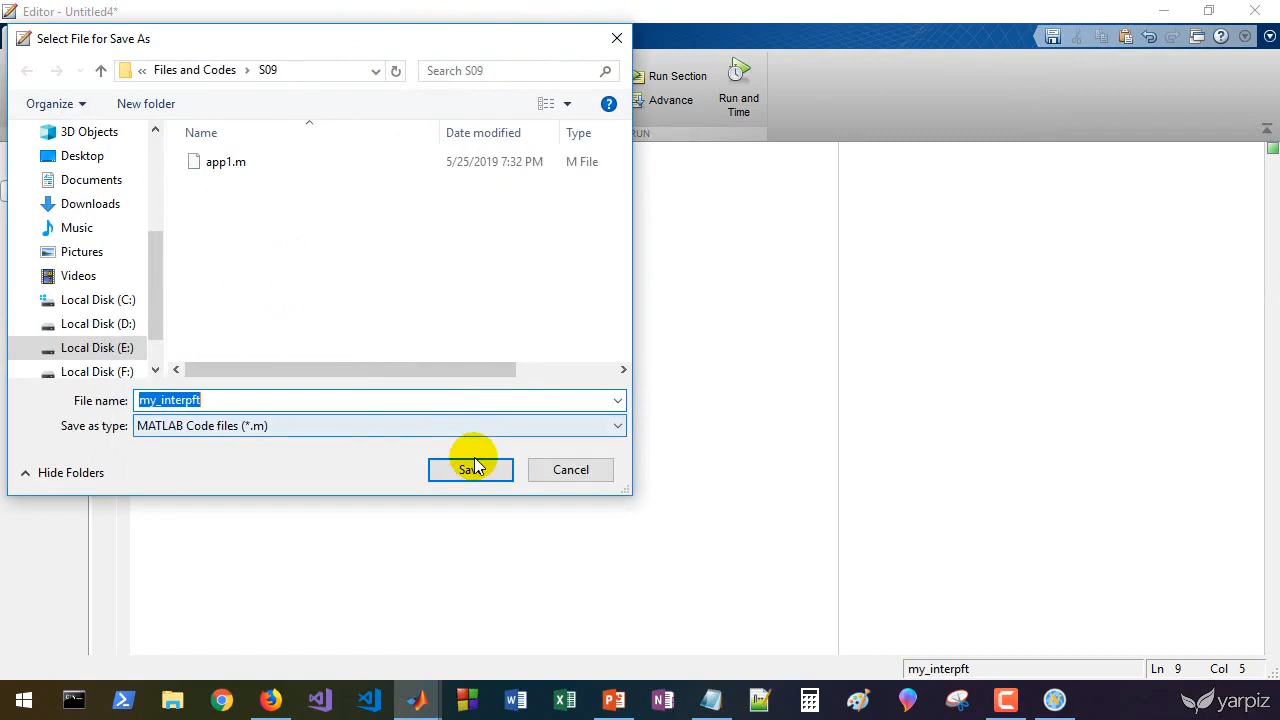 Editor - Untitled4*
Select File for Save As
Files and Codes
S09
Search S09
Organize
New folder
Run Section
Advance
Run and
Time
RUN
3D Objects
Desktop
Documents
Downloads
Music
Pictures
Videos
Local Disk (C:)
Local Disk (D:)
Local Disk (E:)
Local Disk (F:)
Name
Date modified
Type
app1.m
5/25/2019 7:32 PM
M File
File name:
my_interpft
Save as type:
MATLAB Code files (*.m)
Hide Folders
Save
Cancel
my_interpft
Ln 9
Col 5
yarpiz